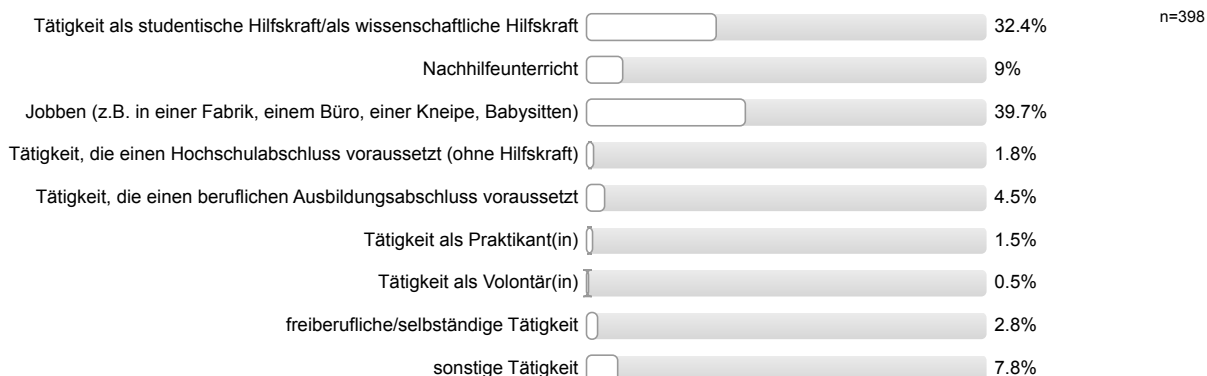 Tätigkeit als studentische Hilfskraft/als wissenschaftliche Hilfskraft 32.4% n=398
Nachhilfeunterricht 9%
Jobben (z.B. in einer Fabrik, einem Büro, einer Kneipe, Babysitten) 39.7%
Tätigkeit, die einen Hochschulabschluss voraussetzt (ohne Hilfskraft) 1.8%
Tätigkeit, die einen beruflichen Ausbildungsabschluss voraussetzt 4.5%
Tätigkeit als Praktikant(in) 1.5%
Tätigkeit als Volontär(in) 0.5%
freiberufliche/selbständige Tätigkeit 2.8%
sonstige Tätigkeit 7.8%